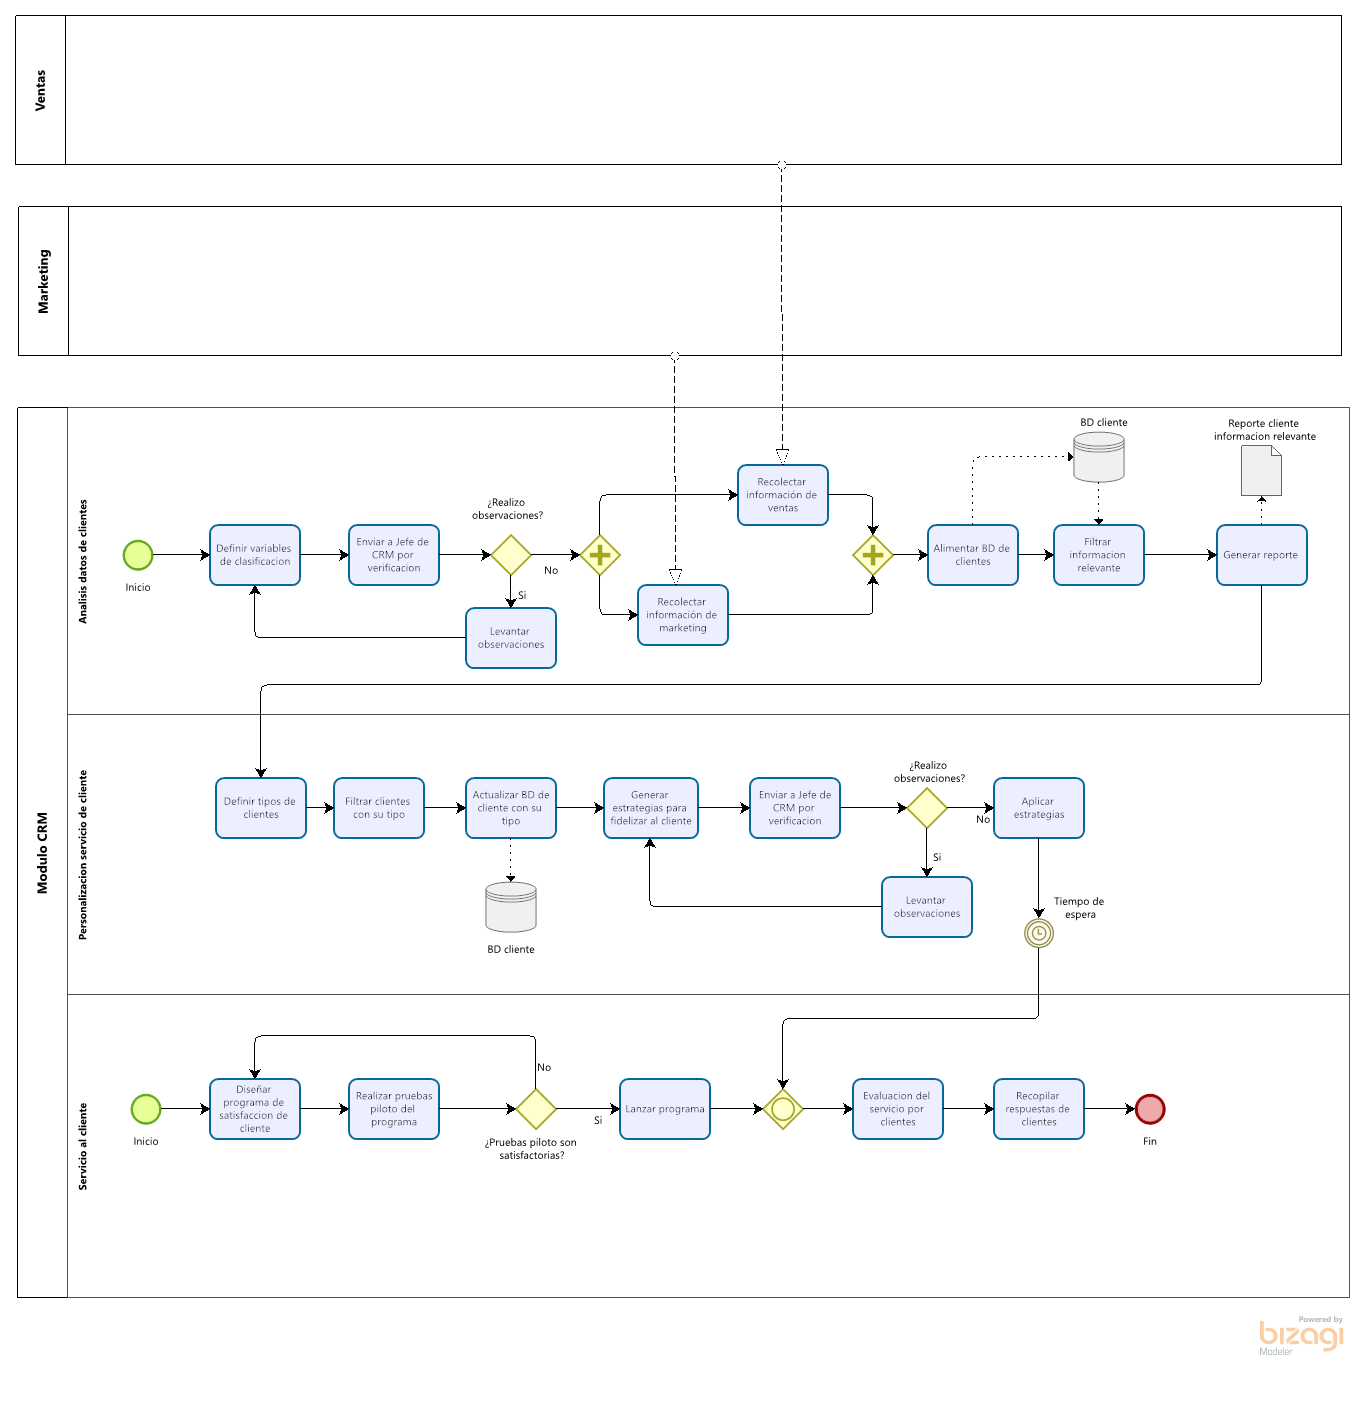 Ventas
Marketing
Modulo CRM
Analisis datos de clientes
BD cliente
Reporte cliente
informacion relevante
Inicio
Definir variables
de clasificacion
Enviar a Jefe de
CRM por
verificacion
¿Realizo
observaciones?
No
Si
Levantar
observaciones
Recolectar
información de
ventas
Recolectar
información de
marketing
Alimentar BD de
clientes
Filtrar
informacion
relevante
Generar reporte
Personalizacion servicio de cliente
Definir tipos de
clientes
Filtrar clientes
con su tipo
Actualizar BD de
cliente con su
tipo
BD cliente
Generar
estrategias para
fidelizar al cliente
Enviar a Jefe de
CRM por
verificacion
¿Realizo
observaciones?
No
Si
Levantar
observaciones
Aplicar
estrategias
Tiempo de
espera
Servicio al cliente
Inicio
Diseñar
programa de
satisfaccion de
cliente
Realizar pruebas
piloto del
programa
No
Si
¿Pruebas piloto son
satisfactorias?
Lanzar programa
Evaluacion del
servicio por
clientes
Recopilar
respuestas de
clientes
Fin
Powered by
bizagi
Modeler